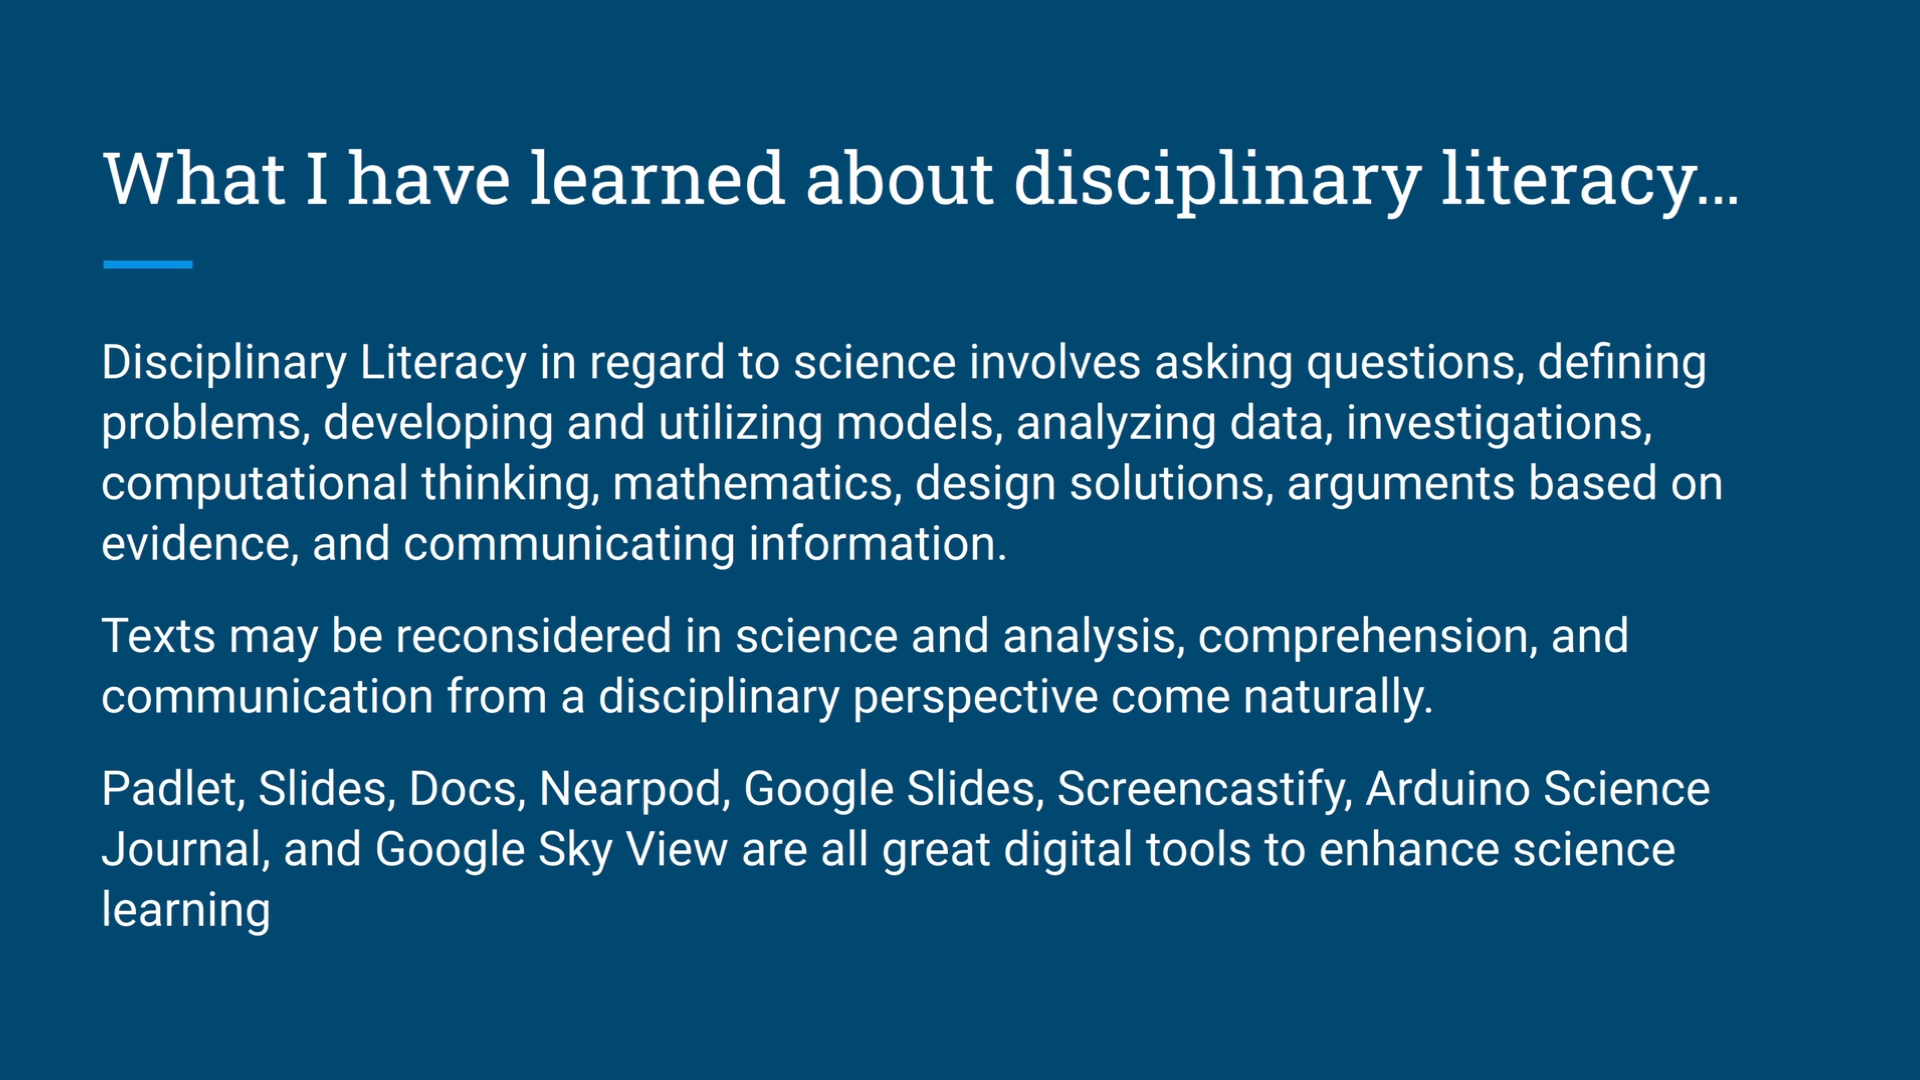 What I have learned about disciplinary literacy...
Disciplinary Literacy in regard to science involves asking questions, defining
problems, developing and utilizing models, analyzing data, investigations,
computational thinking, mathematics, design solutions, arguments based on
evidence, and communicating information.
Texts may be reconsidered in science and analysis, comprehension, and
communication from a disciplinary perspective come naturally.
Padlet, Slides, Docs, Nearpod, Google Slides, Screencastify, Arduino Science
Journal, and Google Sky View are all great digital tools to enhance science
learning